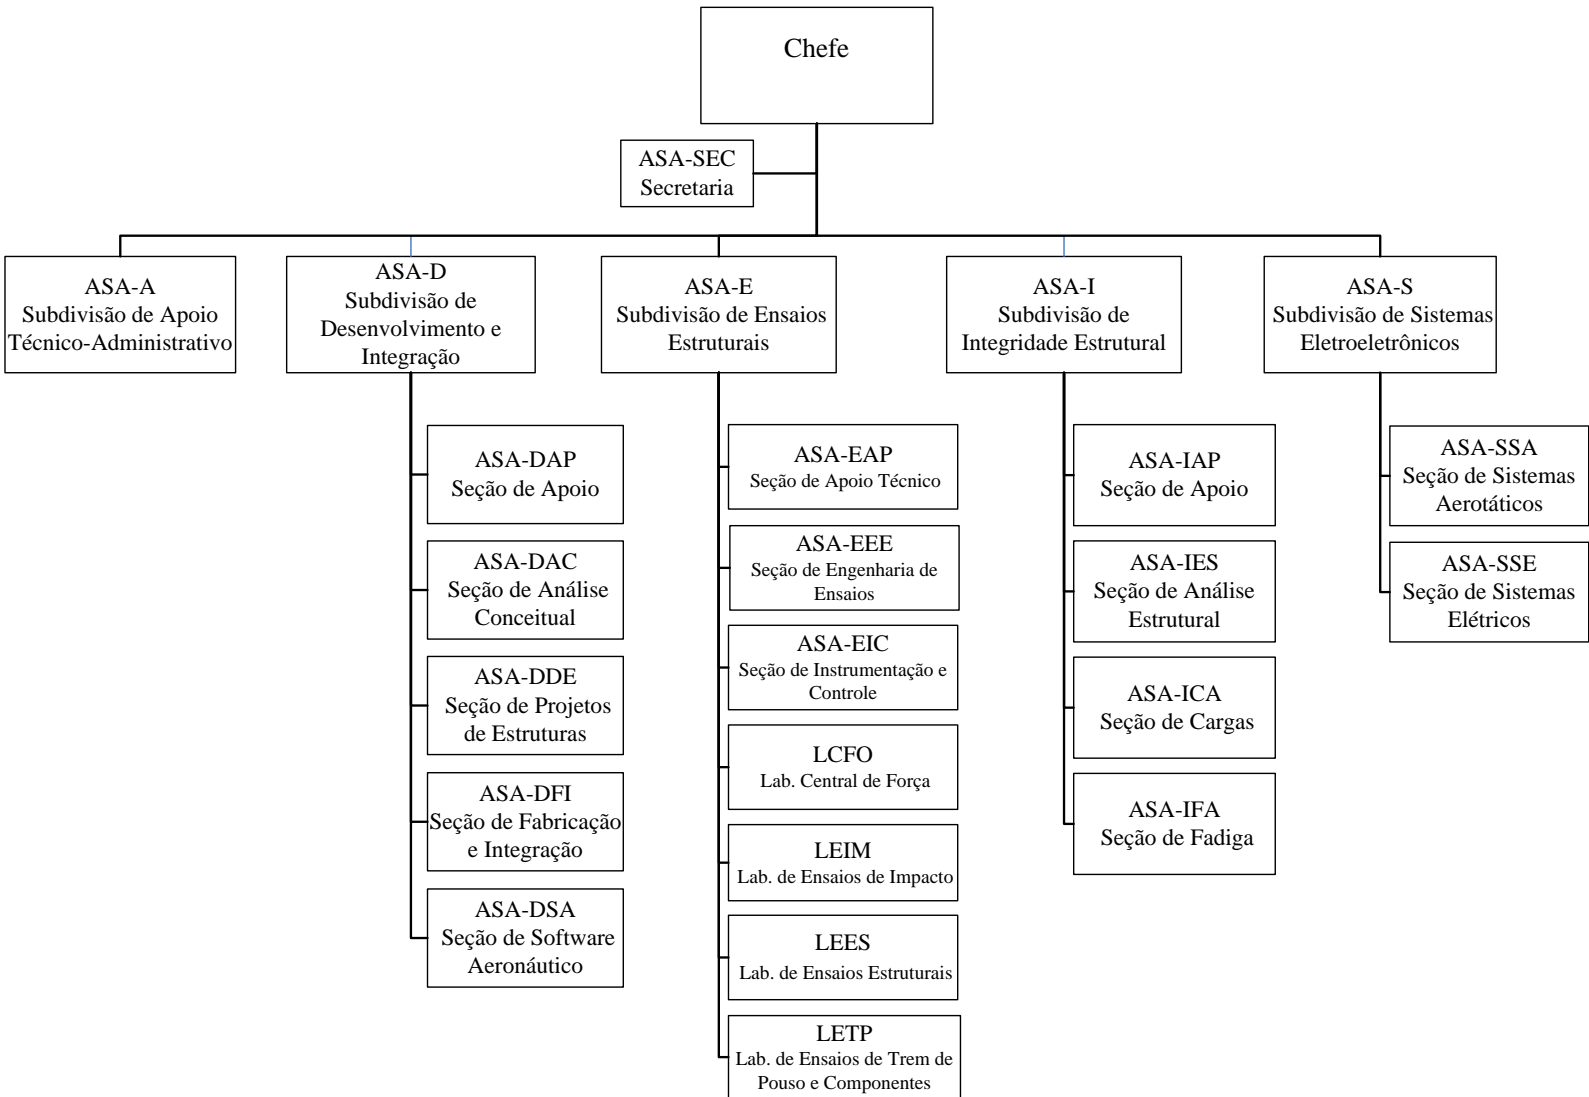 Chefe
ASA-SEC
Secretaria
ASA-A
Subdivisão de Apoio
Técnico-Administrativo
ASA-D
Subdivisão de
Desenvolvimento e
Integração
ASA-E
Subdivisão de Ensaios
Estruturais
ASA-I
Subdivisão de
Integridade Estrutural
ASA-S
Subdivisão de Sistemas
Eletroeletrônicos
ASA-DAP
Seção de Apoio
ASA-DAC
Seção de Análise
Conceitual
ASA-DDE
Seção de Projetos
de Estruturas
ASA-DFI
Seção de Fabricação
e Integração
ASA-DSA
Seção de Software
Aeronáutico
ASA-EAP
Seção de Apoio Técnico
ASA-EEE
Seção de Engenharia de
Ensaios
ASA-EIC
Seção de Instrumentação e
Controle
LCFO
Lab. Central de Força
LEIM
Lab. de Ensaios de Impacto
LEES
Lab. de Ensaios Estruturais
LETP
Lab. de Ensaios de Trem de
Pouso e Componentes
ASA-IAP
Seção de Apoio
ASA-IES
Seção de Análise
Estrutural
ASA-ICA
Seção de Cargas
ASA-IFA
Seção de Fadiga
ASA-SSA
Seção de Sistemas
Aerotáticos
ASA-SSE
Seção de Sistemas
Elétricos